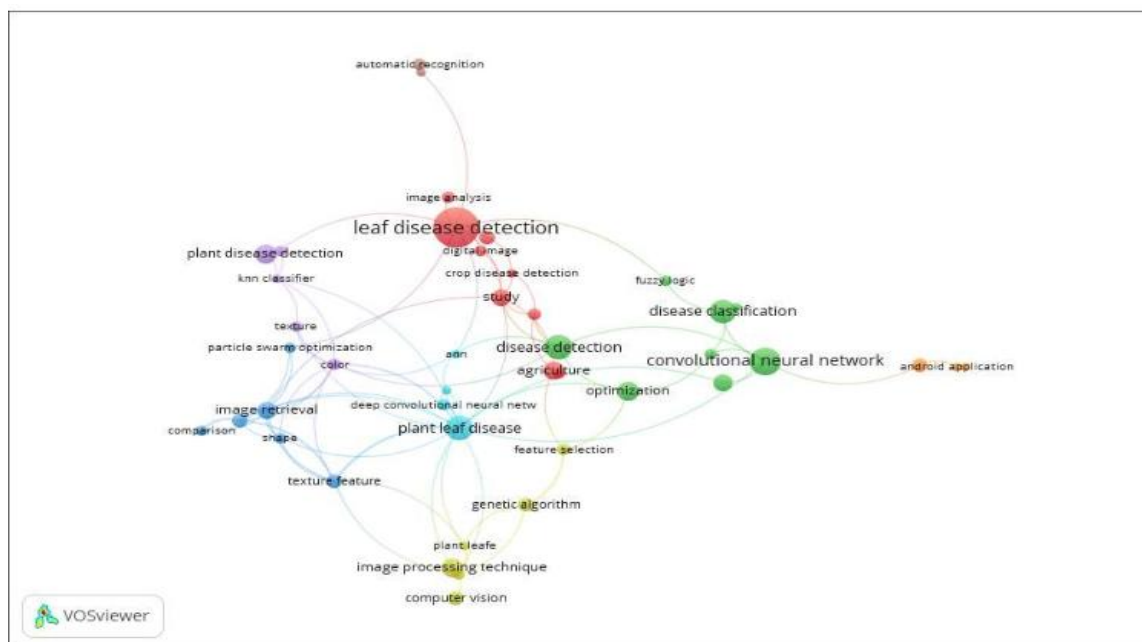 automatic recognition
image analysis
leaf disease detection
digital image
plant disease detection
crop disease detection
knn classifier
fuzzy logic
study
disease classification
texture
particle swarm optimization
disease detection
ann
convolutional neural network
color
agriculture
android application
optimization
deep convolutional neural netw
image retrieval
plant leaf disease
comparison
shape
feature selection
texture feature
genetic algorithm
plant leafe
image processing technique
computer vision
VOSviewer